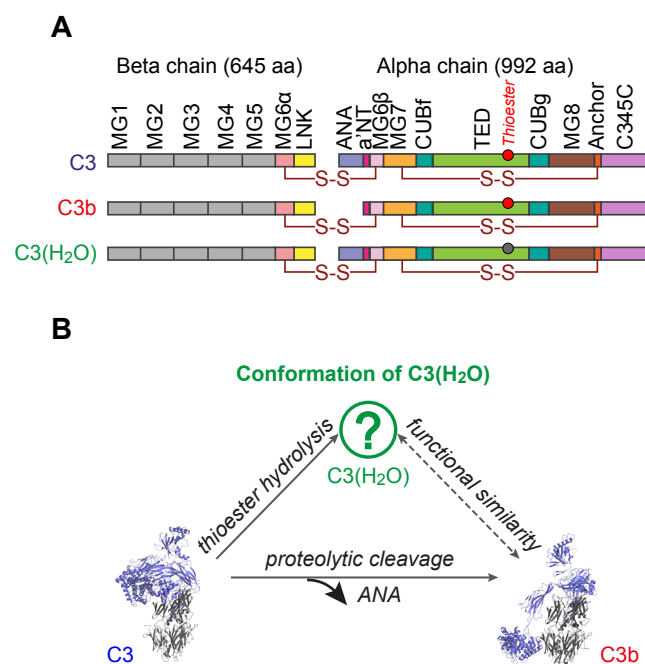 A
Beta chain (645 aa) Alpha chain (992 aa)
MG1 MG2 MG3 MG4 MG5 MG6α LNK ANA a'NT MG6β MG7 CUBf TED Thioester CUBg MG8 Anchor C345C
C3
S-S S-S
C3b
S-S S-S
C3(H₂O)
S-S S-S
B
Conformation of C3(H₂O)
?
C3(H₂O)
thioester hydrolysis
functional similarity
proteolytic cleavage
ANA
C3 C3b